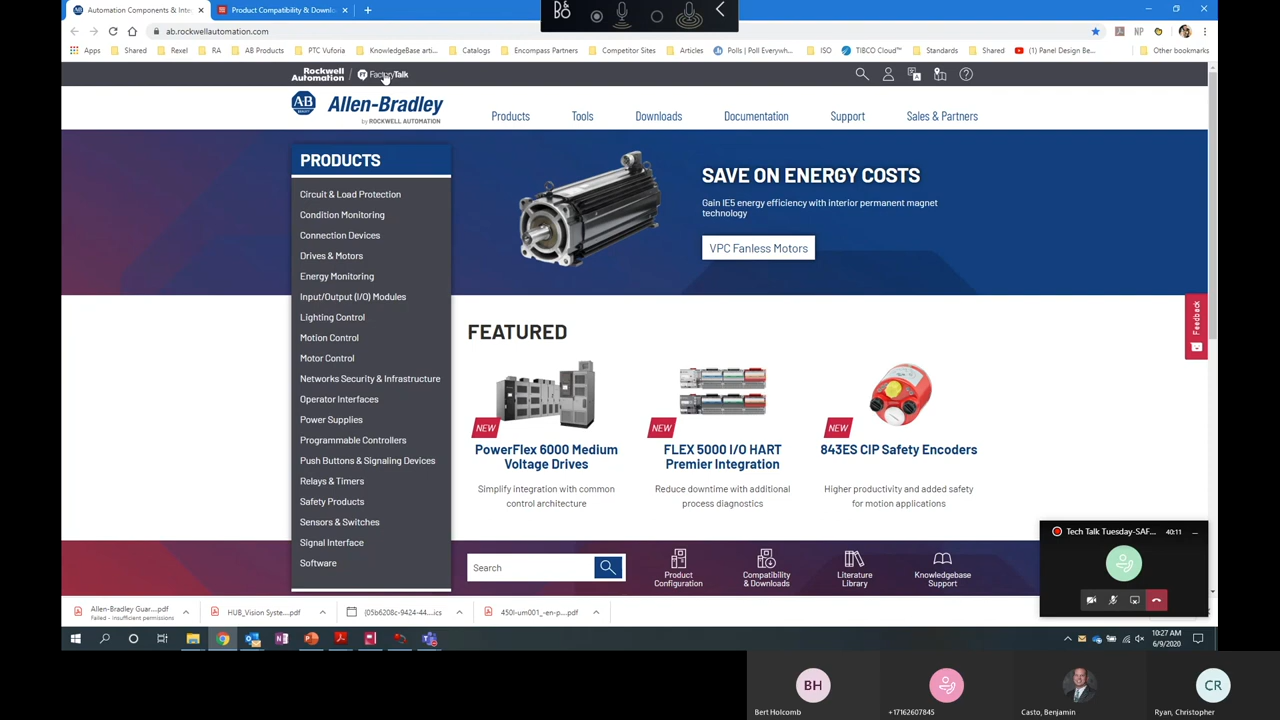 Automation Components & Inte
Product Compatibility & Downlo
ab.rockwellautomation.com
Apps
Shared
Rexel
RA
AB Products
PTC Vuforia
KnowledgeBase arti...
Catalogs
Encompass Partners
Competitor Sites
Articles
Polls | Poll Everywh...
ISO
TIBCO Cloud™
Standards
Shared
(1) Panel Design Be...
Other bookmarks
B&O
NP
Rockwell
Automation
FactoryTalk
AB
Allen-Bradley
by ROCKWELL AUTOMATION
Products
Tools
Downloads
Documentation
Support
Sales & Partners
PRODUCTS
Circuit & Load Protection
Condition Monitoring
Connection Devices
Drives & Motors
Energy Monitoring
Input/Output (I/O) Modules
Lighting Control
Motion Control
Motor Control
Networks Security & Infrastructure
Operator Interfaces
Power Supplies
Programmable Controllers
Push Buttons & Signaling Devices
Relays & Timers
Safety Products
Sensors & Switches
Signal Interface
Software
SAVE ON ENERGY COSTS
Gain IE5 energy efficiency with interior permanent magnet
technology
VPC Fanless Motors
Feedback
FEATURED
NEW
PowerFlex 6000 Medium
Voltage Drives
Simplify integration with common
control architecture
NEW
FLEX 5000 I/O HART
Premier Integration
Reduce downtime with additional
process diagnostics
NEW
843ES CIP Safety Encoders
Higher productivity and added safety
for motion applications
Search
Product
Configuration
Compatibility
& Downloads
Literature
Library
Knowledgebase
Support
Tech Talk Tuesday-SAF...
40:11
Allen-Bradley Guar....pdf
Failed - Insufficient permissions
HUB_Vision Syste....pdf
{05b6208c-9424-44....ics
450l-um001_-en-p....pdf
10:27 AM
6/9/2020
BH
Bert Holcomb
+17162607845
Casto, Benjamin
CR
Ryan, Christopher